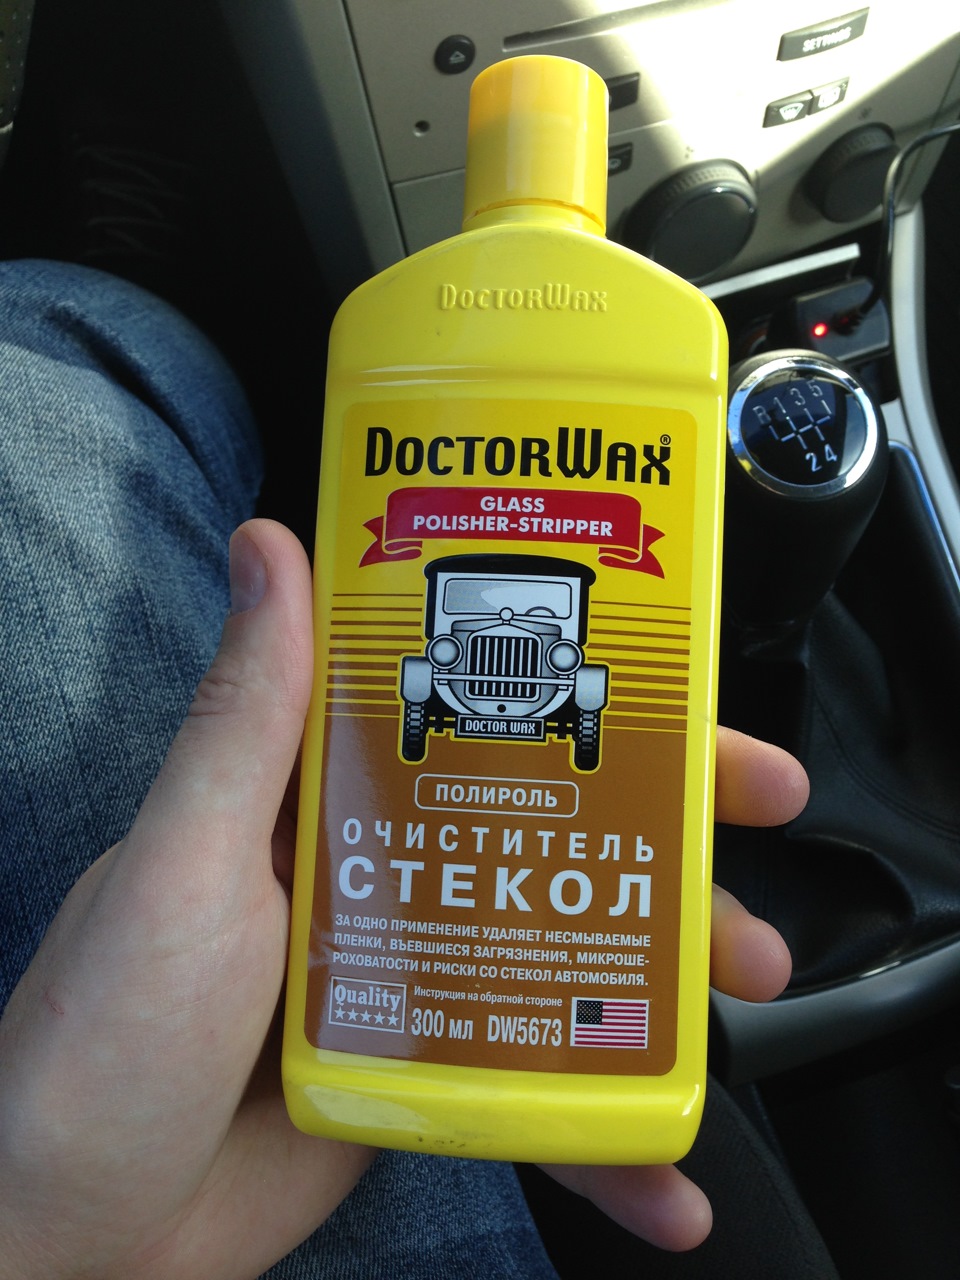 SETTINGS
DOCTORWAX
R 1 3 5
2 4
DOCTORWAX®
GLASS
POLISHER-STRIPPER
DOCTOR WAX
ПОЛИРОЛЬ
ОЧИСТИТЕЛЬ
СТЕКОЛ
ЗА ОДНО ПРИМЕНЕНИЕ УДАЛЯЕТ НЕСМЫВАЕМЫЕ
ПЛЕНКИ, ВЪЕВШИЕСЯ ЗАГРЯЗНЕНИЯ, МИКРОШЕ-
РОХОВАТОСТИ И РИСКИ СО СТЕКОЛ АВТОМОБИЛЯ.
Quality
Инструкция на обратной стороне
300 мл DW5673